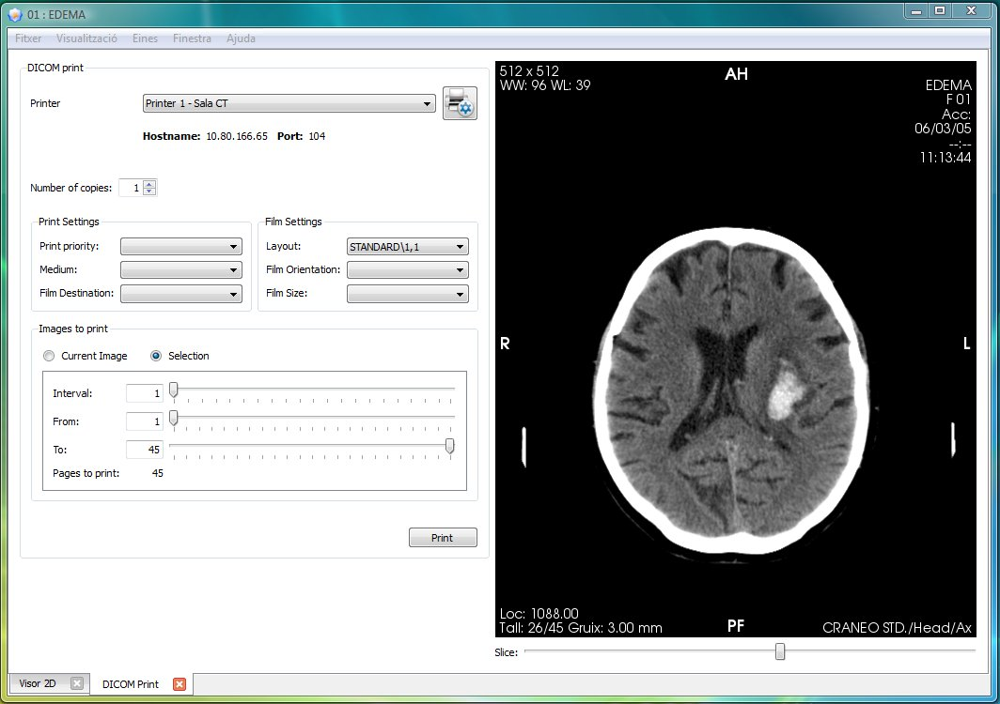 01 : EDEMA
Fitxer Visualització Eines Finestra Ajuda
DICOM print
Printer
Printer 1 - Sala CT
Hostname: 10.80.166.65 Port: 104
Number of copies: 1
Print Settings
Print priority:
Medium:
Film Destination:
Film Settings
Layout: STANDARD\1,1
Film Orientation:
Film Size:
Images to print
Current Image Selection
Interval: 1
From: 1
To: 45
Pages to print: 45
Print
512 x 512
WW: 96 WL: 39
AH
EDEMA
F 01
Acc:
06/03/05
--:--
11:13:44
R
L
Loc: 1088.00
Tall: 26/45 Gruix: 3.00 mm
PF
CRANEO STD./Head/Ax
Slice:
Visor 2D DICOM Print